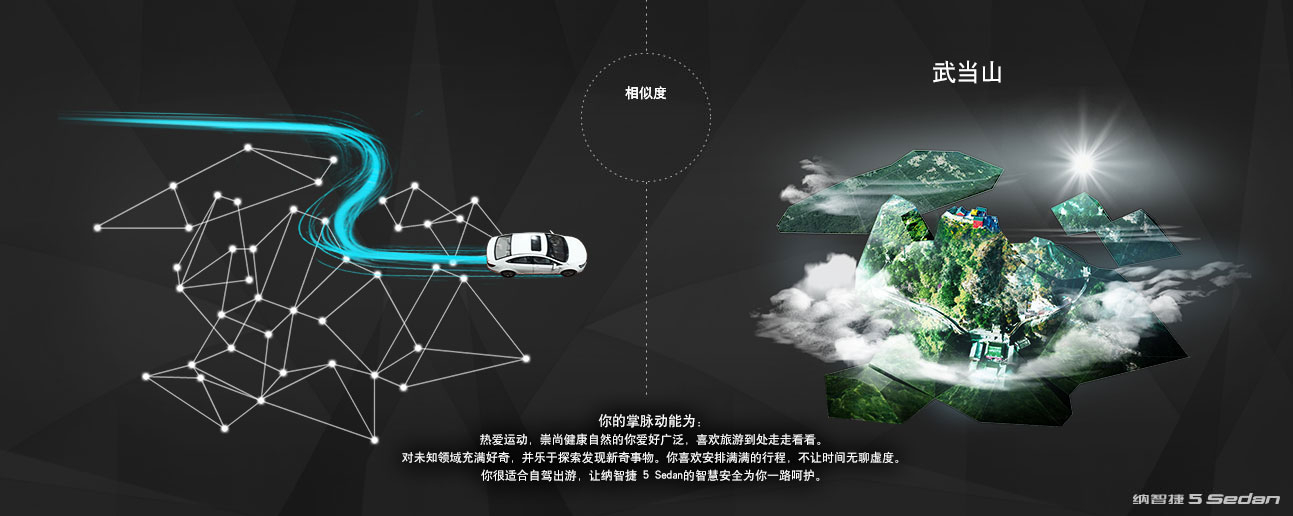 相似度
武当山
你的掌脉动能为：
热爱运动，崇尚健康自然的你爱好广泛，喜欢旅游到处走走看看。
对未知领域充满好奇，并乐于探索发现新奇事物。你喜欢安排满满的行程，不让时间无聊虚度。
你很适合自驾出游，让纳智捷 5 Sedan的智慧安全为你一路呵护。
纳智捷 5 Sedan